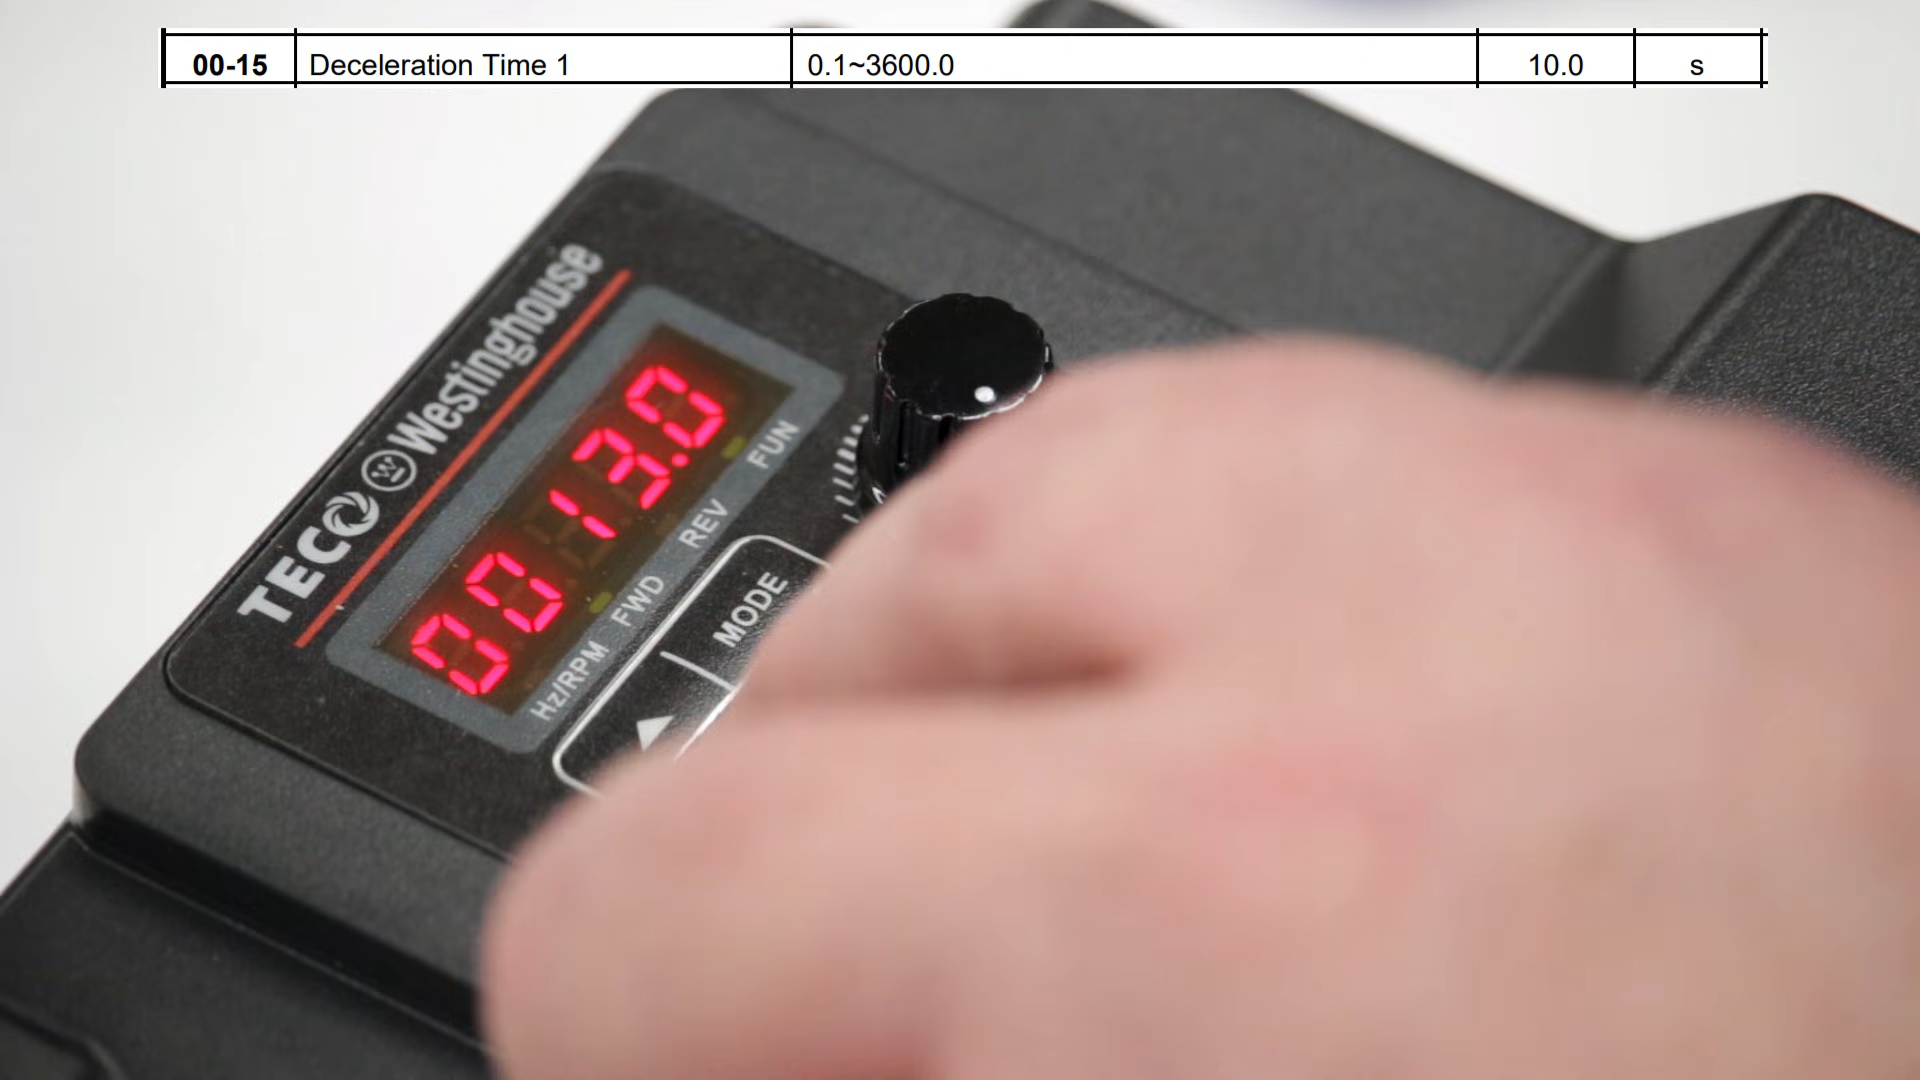 00-15 Deceleration Time 1 0.1~3600.0 10.0 s
TECO Westinghouse
0013.0
Hz/RPM FWD REV FUN
MODE